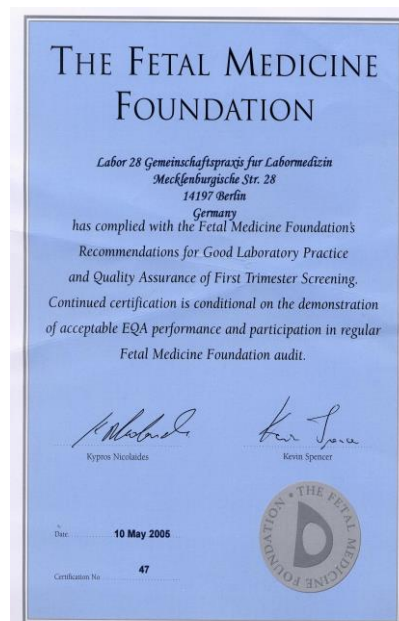 THE FETAL MEDICINE
FOUNDATION
Labor 28 Gemeinschaftspraxis fur Labormedizin
Mecklenburgische Str. 28
14197 Berlin
Germany
has complied with the Fetal Medicine Foundation's
Recommendations for Good Laboratory Practice
and Quality Assurance of First Trimester Screening.
Continued certification is conditional on the demonstration
of acceptable EQA performance and participation in regular
Fetal Medicine Foundation audit.
Kypros Nicolaides
Kevin Spencer
Date 10 May 2005
Certification No 47
THE FETAL MEDICINE FOUNDATION